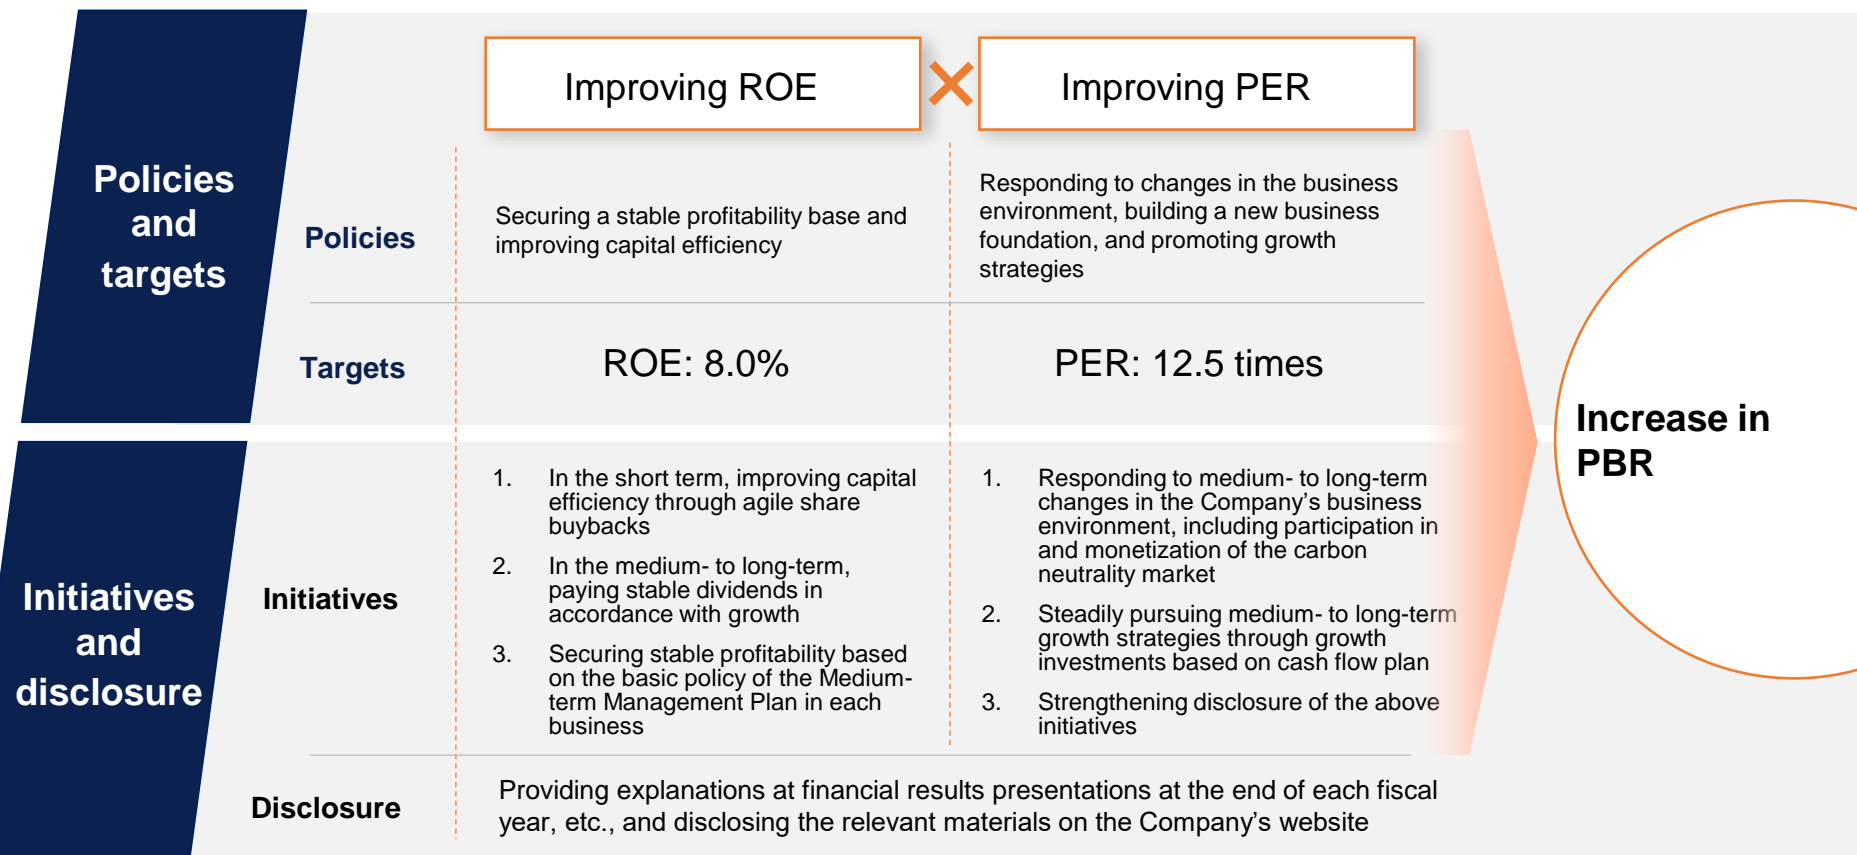 Improving ROE
×
Improving PER
Policies
and
targets
Policies
Securing a stable profitability base and
improving capital efficiency
Responding to changes in the business
environment, building a new business
foundation, and promoting growth
strategies
Targets
ROE: 8.0%
PER: 12.5 times
Increase in
PBR
Initiatives
and
disclosure
Initiatives
1. In the short term, improving capital
efficiency through agile share
buybacks
2. In the medium- to long-term,
paying stable dividends in
accordance with growth
3. Securing stable profitability based
on the basic policy of the Medium-
term Management Plan in each
business
1. Responding to medium- to long-term
changes in the Company’s business
environment, including participation in
and monetization of the carbon
neutrality market
2. Steadily pursuing medium- to long-term
growth strategies through growth
investments based on cash flow plan
3. Strengthening disclosure of the above
initiatives
Disclosure
Providing explanations at financial results presentations at the end of each fiscal
year, etc., and disclosing the relevant materials on the Company’s website